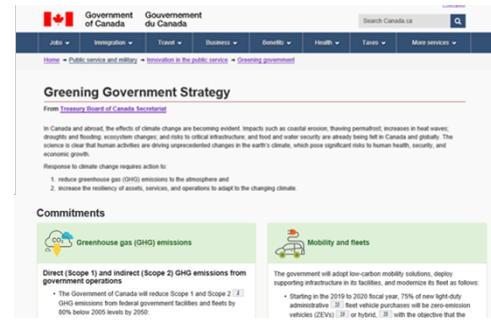 Government of Canada
Gouvernement du Canada
Search Canada.ca
Jobs
Immigration
Travel
Business
Benefits
Health
Taxes
More services
Home → Public service and military → Innovation in the public service → Greening government
Greening Government Strategy
From Treasury Board of Canada Secretariat
In Canada and abroad, the effects of climate change are becoming evident. Impacts such as coastal erosion, thawing permafrost, increases in heat waves,
droughts and flooding; ecosystem changes; and risks to critical infrastructure; and food and water security are already being felt in Canada and globally. The
science is clear that human activities are driving unprecedented changes in the earth's climate, which pose significant risks to human health, security, and
economic growth.
Response to climate change requires action to:
1. reduce greenhouse gas (GHG) emissions to the atmosphere and
2. increase the resiliency of assets, services, and operations to adapt to the changing climate.
Commitments
CO₂
Greenhouse gas (GHG) emissions
Direct (Scope 1) and indirect (Scope 2) GHG emissions from
government operations
• The Government of Canada will reduce Scope 1 and Scope 2
GHG emissions from federal government facilities and fleets by
80% below 2005 levels by 2050:
Mobility and fleets
The government will adopt low-carbon mobility solutions, deploy
supporting infrastructure in its facilities, and modernize its fleet as follows:
• Starting in the 2019 to 2020 fiscal year, 75% of new light-duty
administrative fleet vehicle purchases will be zero-emission
vehicles (ZEVs) or hybrid, with the objective that the